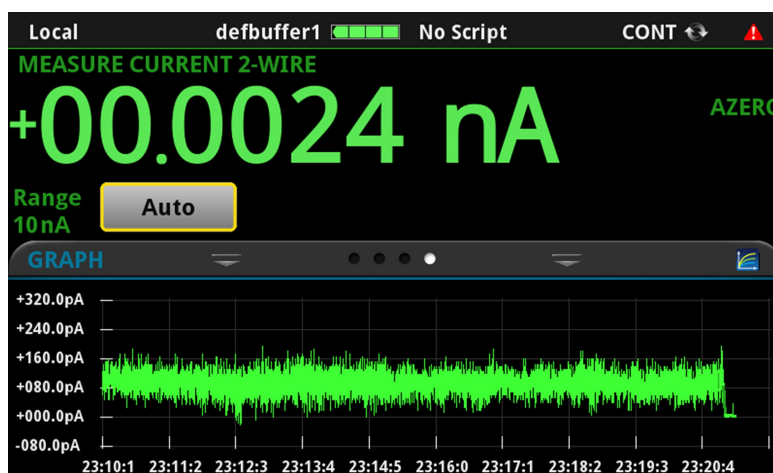 Local defbuffer1 No Script CONT
MEASURE CURRENT 2-WIRE
+00.0024 nA
AZERO
Range
10nA
Auto
GRAPH
+320.0pA
+240.0pA
+160.0pA
+080.0pA
+000.0pA
-080.0pA
23:10:1 23:11:2 23:12:3 23:13:4 23:14:5 23:16:0 23:17:1 23:18:2 23:19:3 23:20:4